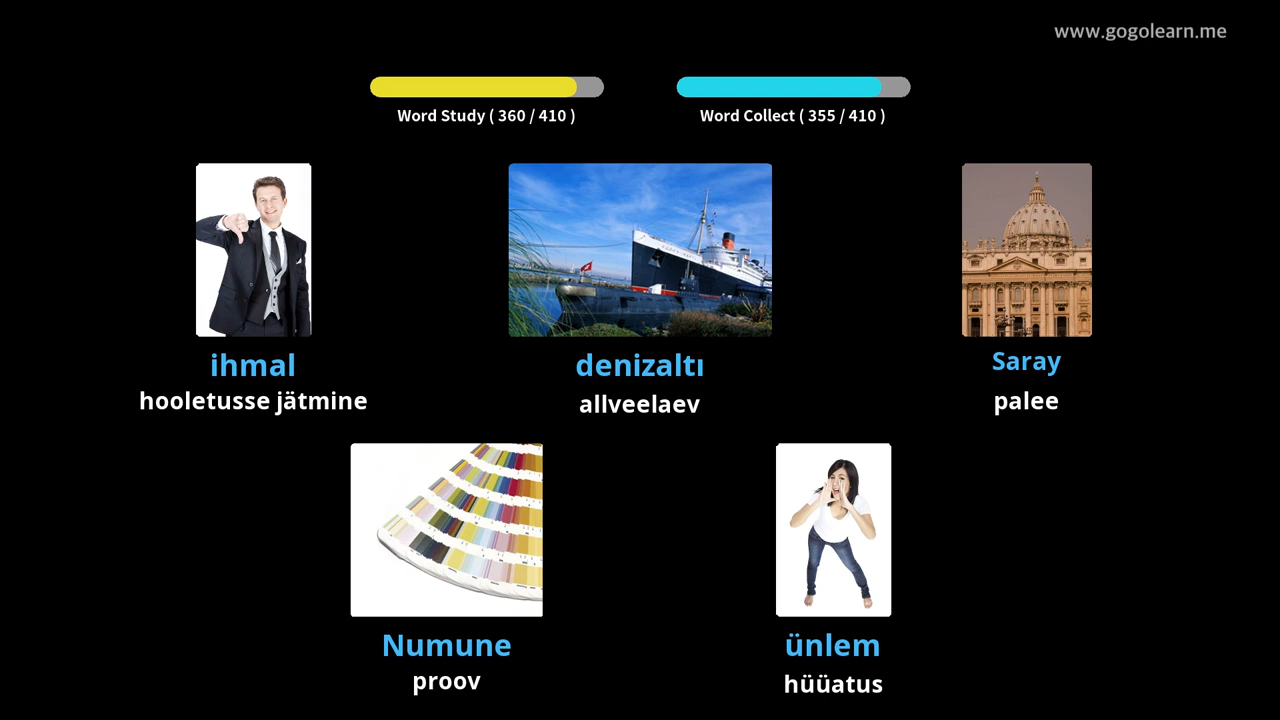 www.gogolearn.me
Word Study ( 360 / 410 )
Word Collect ( 355 / 410 )
ihmal
hooletusse jätmine
denizaltı
allveelaev
Saray
palee
Numune
proov
ünlem
hüüatus